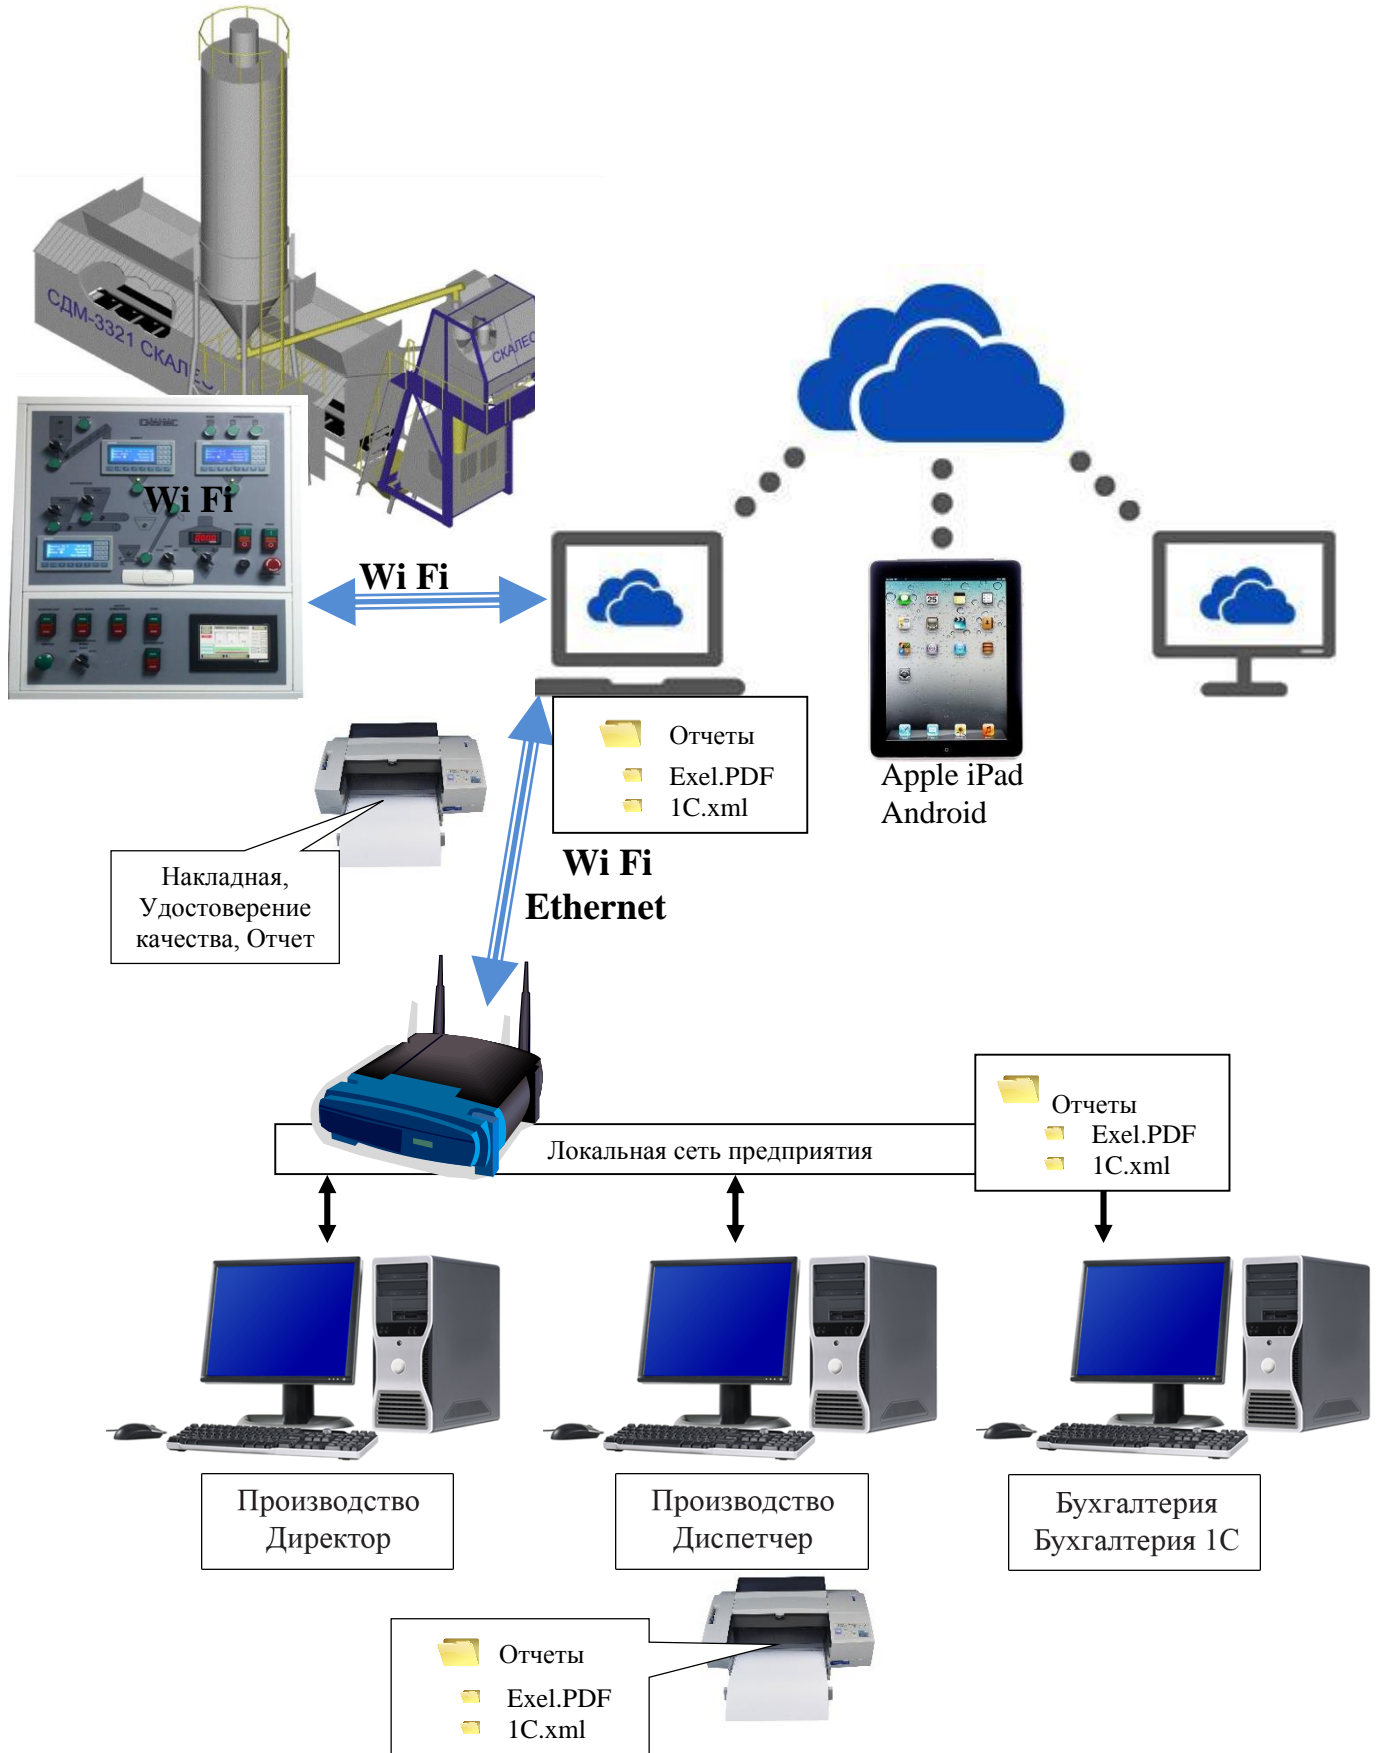 СДМ-3321 СКАЛЕС
СКАЛЕС
СКАЛЕС
Wi Fi
Wi Fi
Отчеты
Exel.PDF
1C.xml
Apple iPad
Android
Wi Fi
Ethernet
Накладная,
Удостоверение
качества, Отчет
Отчеты
Exel.PDF
1C.xml
Локальная сеть предприятия
Производство
Директор
Производство
Диспетчер
Бухгалтерия
Бухгалтерия 1С
Отчеты
Exel.PDF
1C.xml